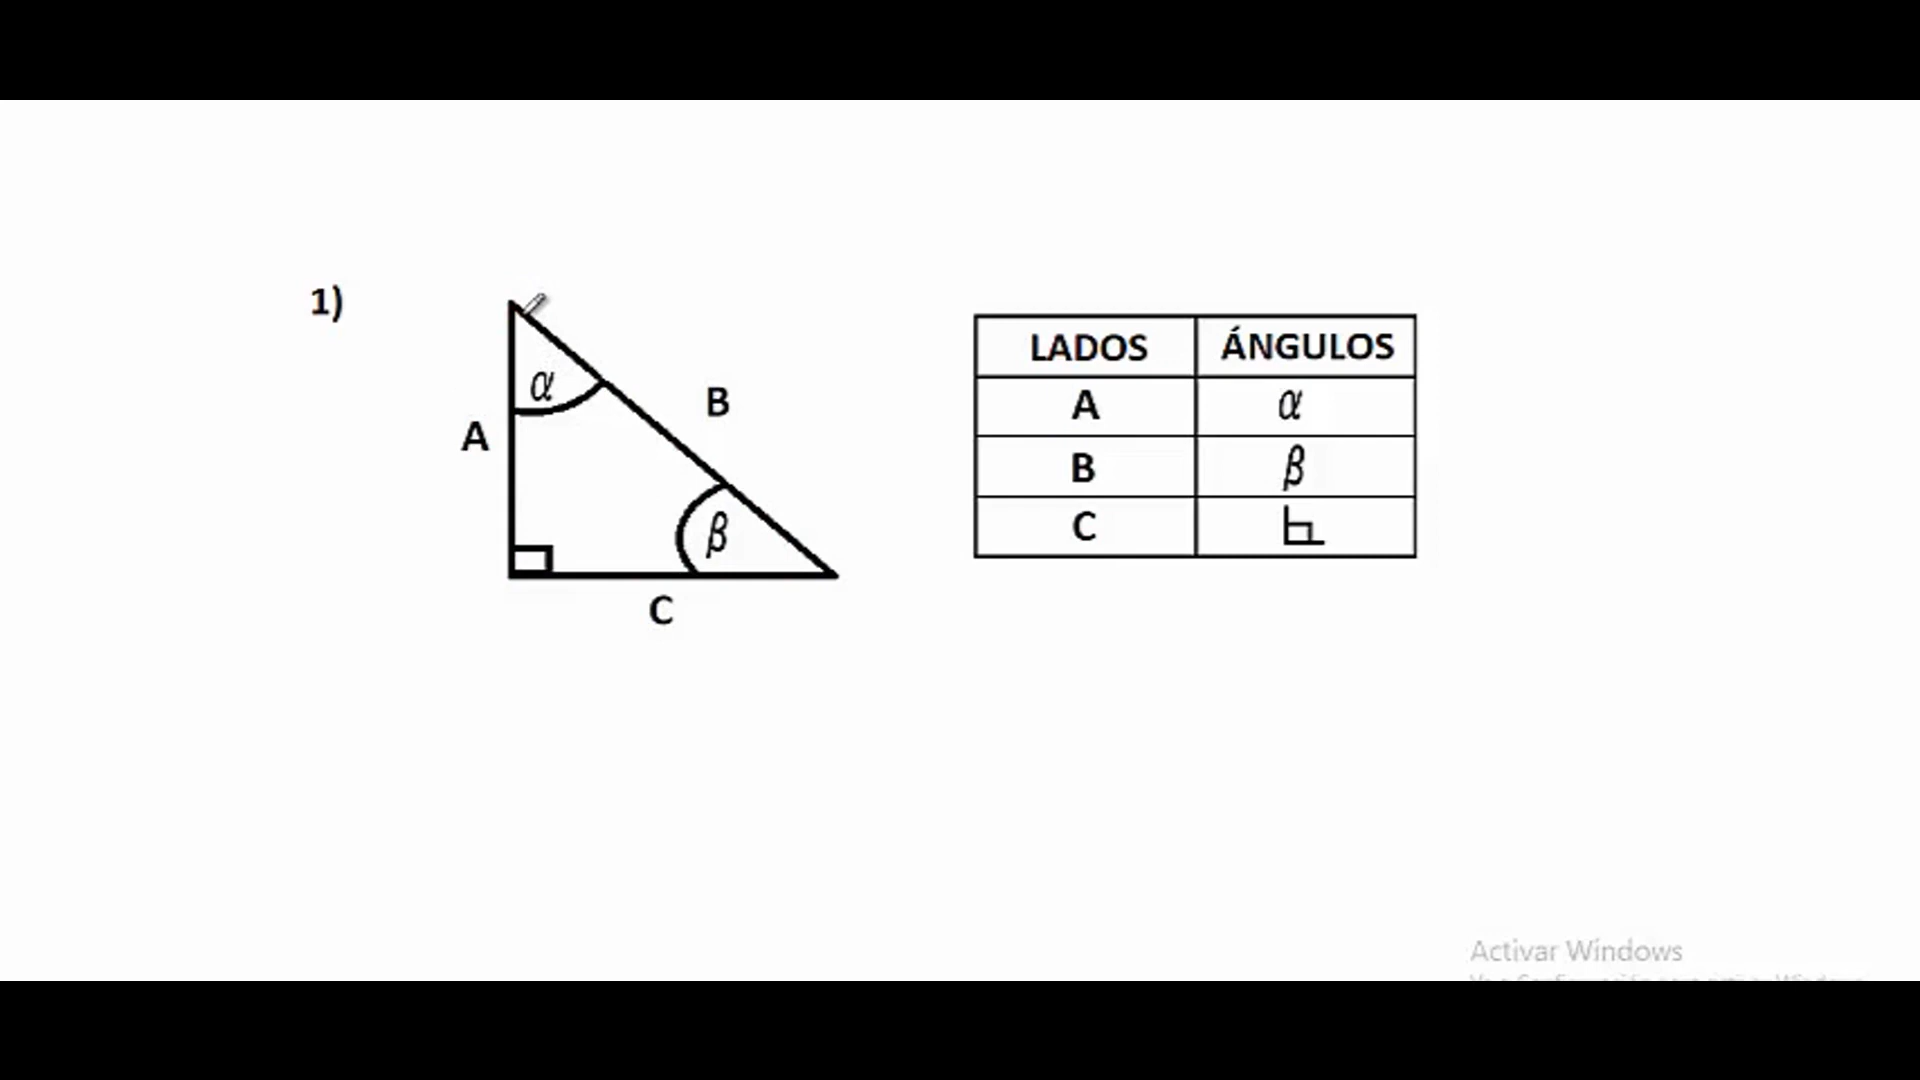 1)
α
A
B
β
C
LADOS ÁNGULOS
A α
B β
C
Activar Windows